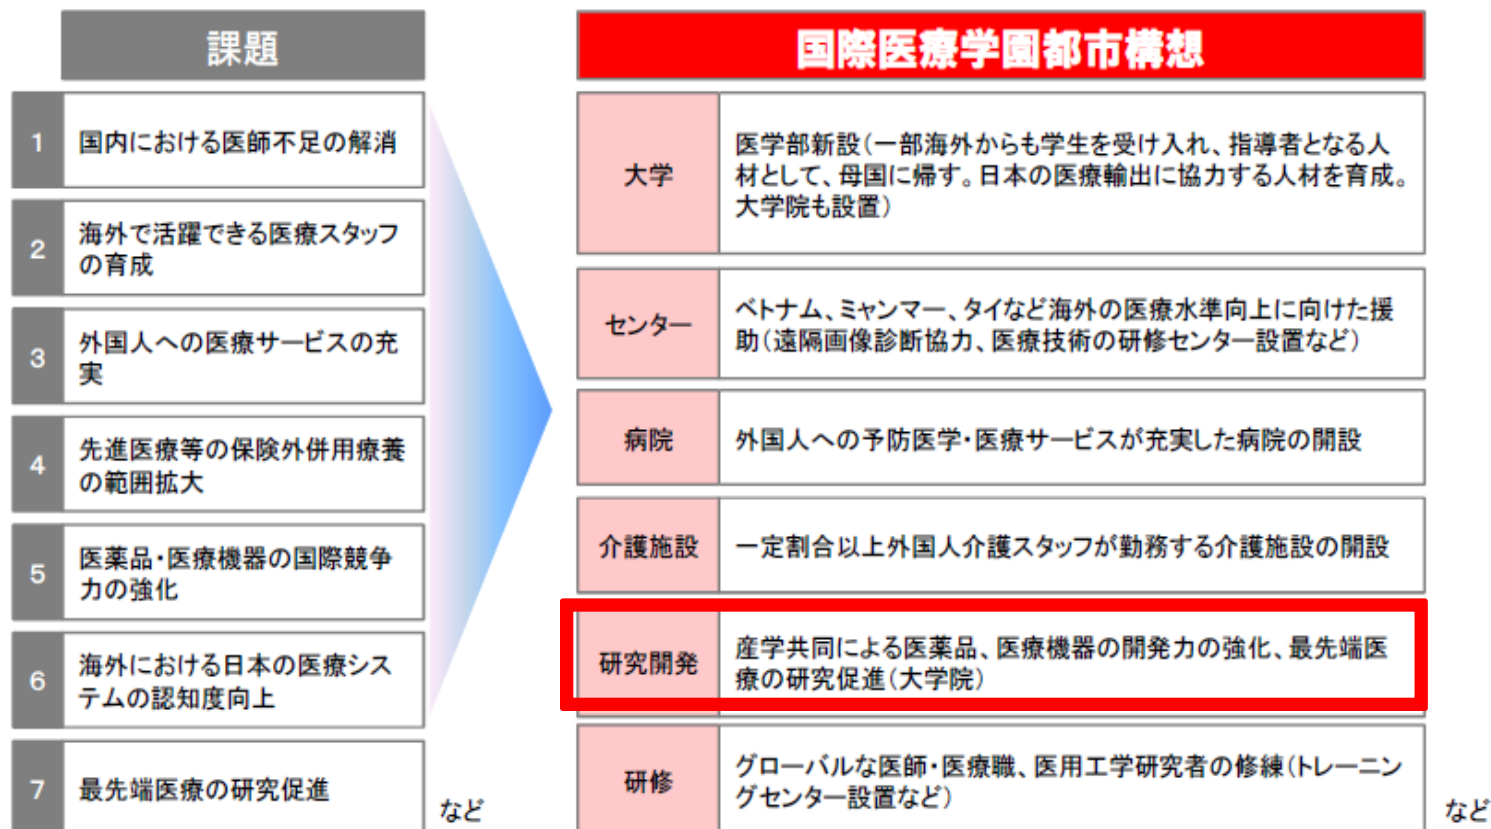 課題
1
国内における医師不足の解消
2
海外で活躍できる医療スタッフ
の育成
3
外国人への医療サービスの充
実
4
先進医療等の保険外併用療養
の範囲拡大
5
医薬品・医療機器の国際競争
力の強化
6
海外における日本の医療シス
テムの認知度向上
7
最先端医療の研究促進
など
国際医療学園都市構想
大学
医学部新設(一部海外からも学生を受け入れ、指導者となる人
材として、母国に帰す。日本の医療輸出に協力する人材を育成。
大学院も設置)
センター
ベトナム、ミャンマー、タイなど海外の医療水準向上に向けた援
助(遠隔画像診断協力、医療技術の研修センター設置など)
病院
外国人への予防医学・医療サービスが充実した病院の開設
介護施設
一定割合以上外国人介護スタッフが勤務する介護施設の開設
研究開発
産学共同による医薬品、医療機器の開発力の強化、最先端医
療の研究促進(大学院)
研修
グローバルな医師・医療職、医用工学研究者の修練(トレーニン
グセンター設置など)
など